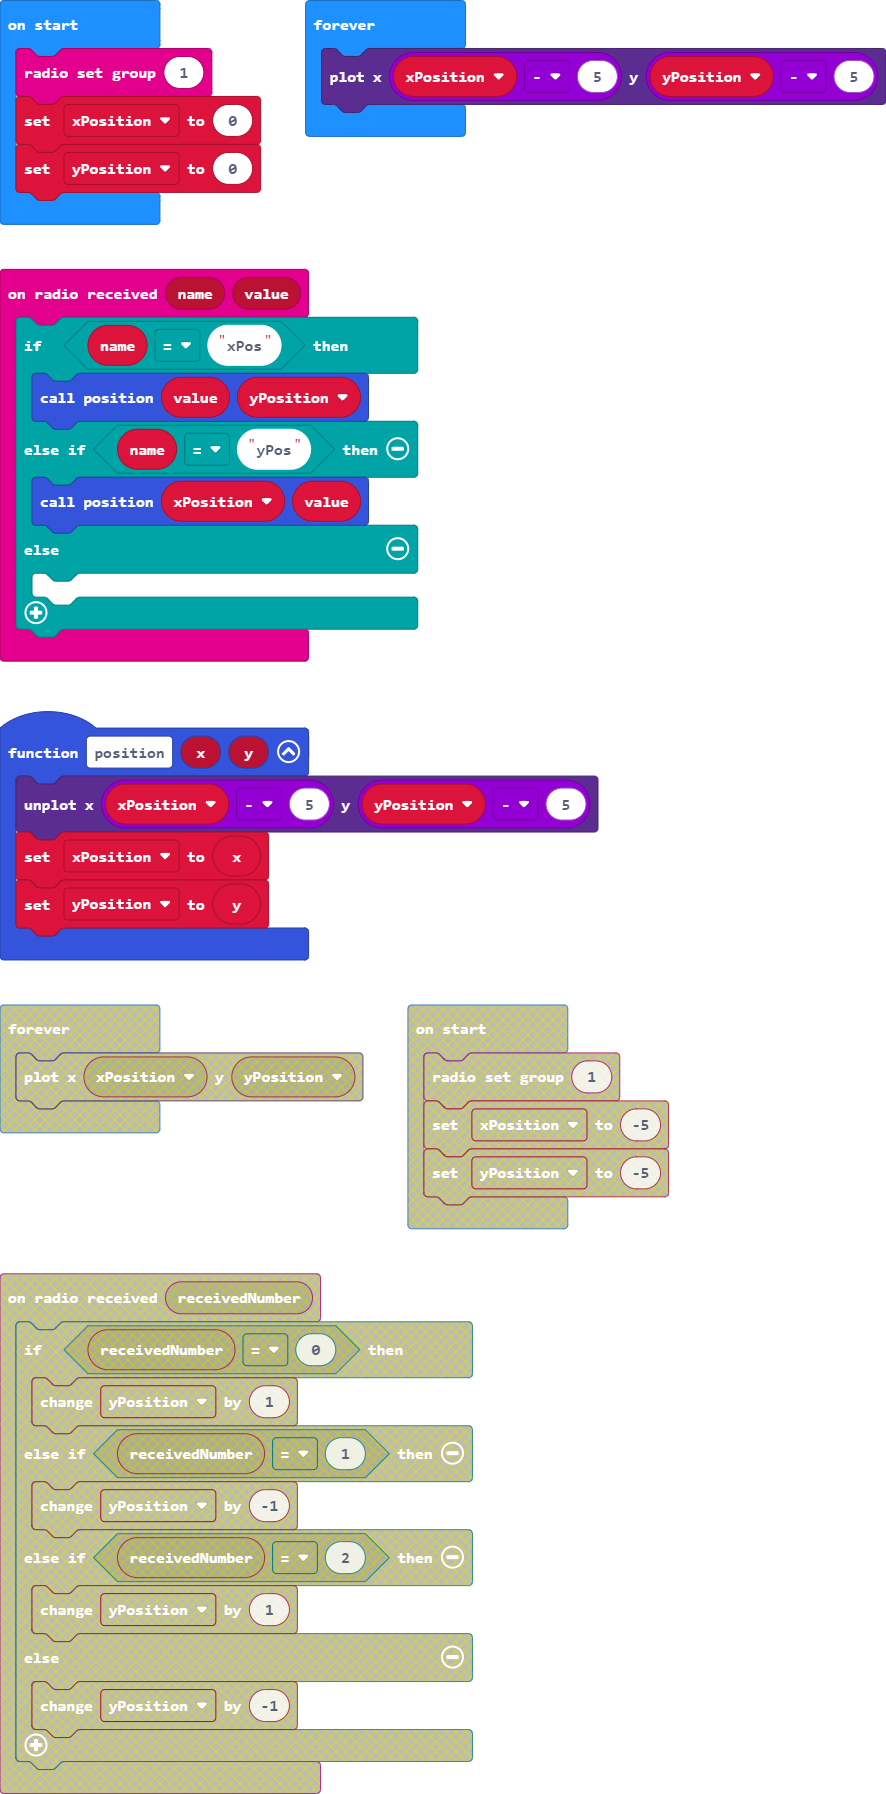 on start
radio set group 1
set xPosition to 0
set yPosition to 0
forever
plot x xPosition - 5 y yPosition - 5
on radio received name value
if name = "xPos" then
call position value yPosition
else if name = "yPos" then
call position xPosition value
else
function position x y
unplot x xPosition - 5 y yPosition - 5
set xPosition to x
set yPosition to y
forever
plot x xPosition y yPosition
on start
radio set group 1
set xPosition to -5
set yPosition to -5
on radio received receivedNumber
if receivedNumber = 0 then
change yPosition by 1
else if receivedNumber = 1 then
change yPosition by -1
else if receivedNumber = 2 then
change yPosition by 1
else
change yPosition by -1